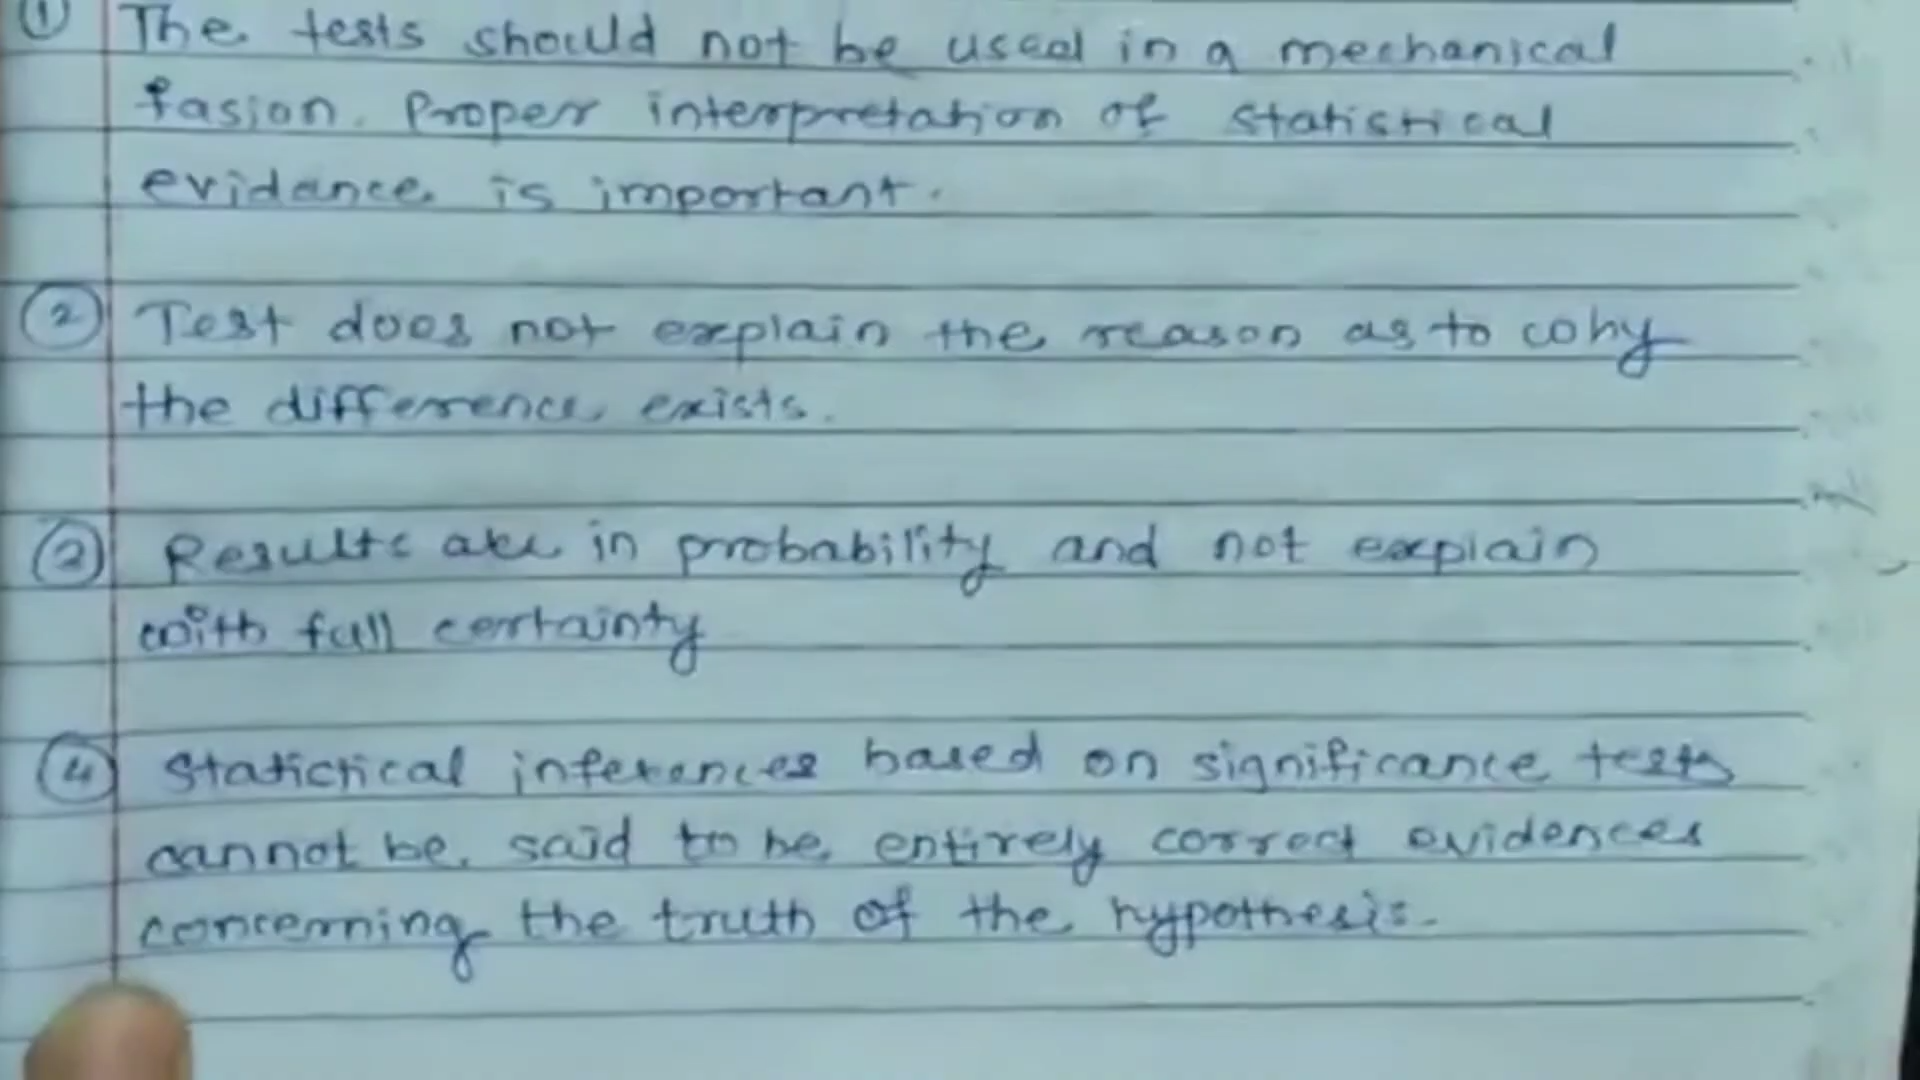 ① The tests should not be used in a mechanical
fasion. Proper interpretation of statistical
evidance is important.
② Test does not explain the reason as to why
the difference exists.
③ Results are in probability and not explain
with full certainty
④ Statictical inferences based on significance tests
cannot be said to be entirely correct evidences
concerning the truth of the hypothesis.